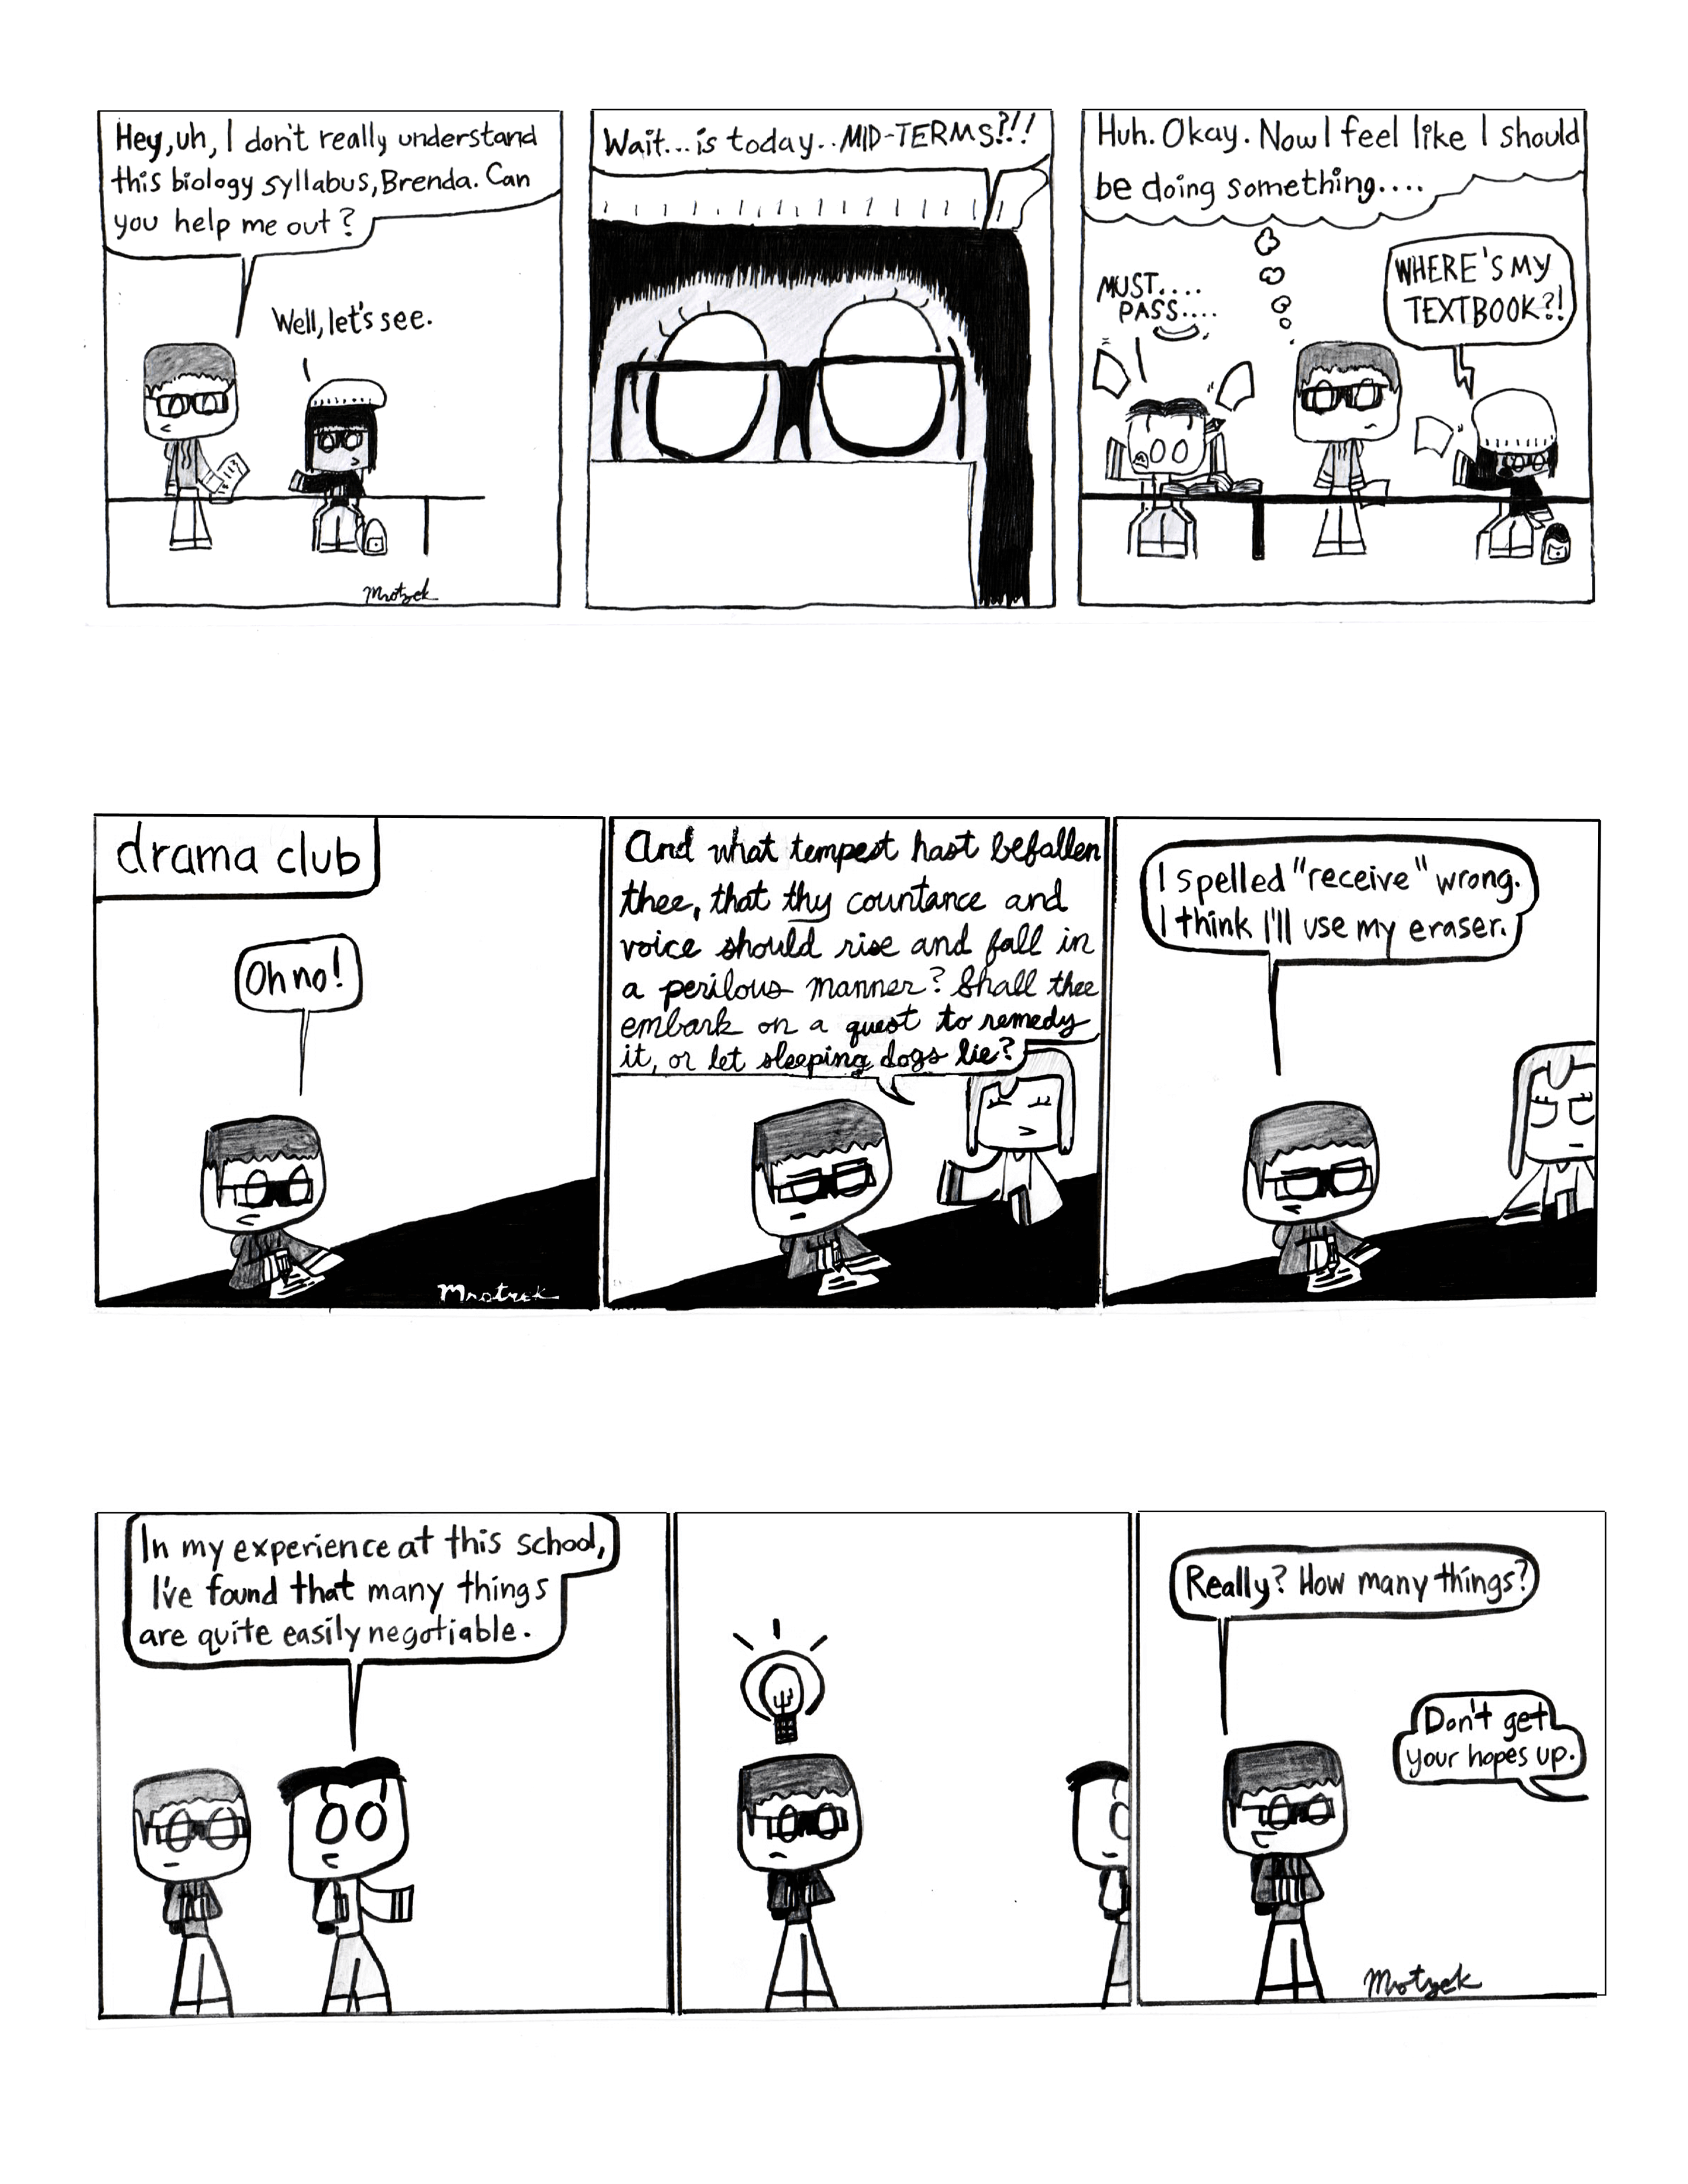 Hey, uh, I don't really understand
this biology syllabus, Brenda. Can
you help me out?
Well, let's see.
Mrotzek
Wait...is today..MID-TERMS?!!
Huh. Okay. Now I feel like I should
be doing something....
MUST....
PASS....
WHERE'S MY
TEXTBOOK?!
drama club
Oh no!
Mrotzek
And what tempest hast befallen
thee, that thy countance and
voice should rise and fall in
a perilous manner? Shall thee
embark on a quest to remedy
it, or let sleeping dogs lie?
I spelled "receive" wrong.
I think I'll use my eraser.
In my experience at this school,
I've found that many things
are quite easily negotiable.
Really? How many things?
Don't get
your hopes up.
Mrotzek